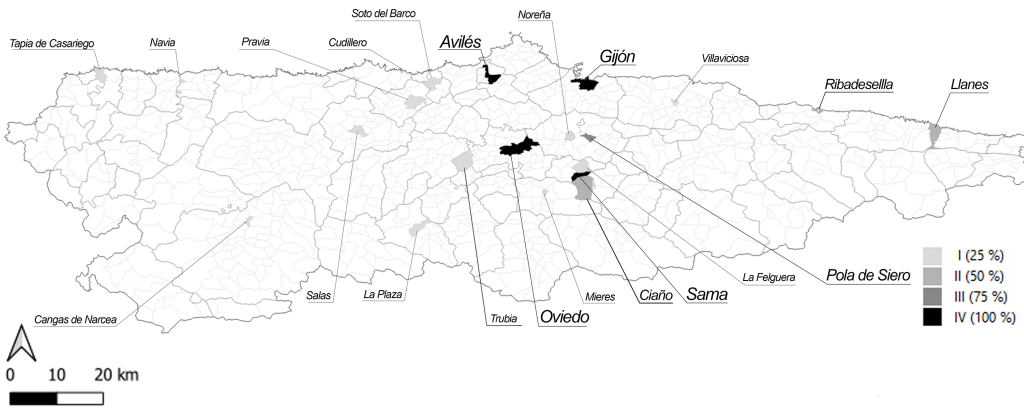 Soto del Barco
Noreña
Tapia de Casariego
Navia
Pravia
Cudillero
Avilés
Gijón
Villaviciosa
Ribadesellla
Llanes
I (25 %)
II (50 %)
III (75 %)
IV (100 %)
La Felguera
Pola de Siero
Salas
La Plaza
Mieres
Ciaño
Sama
Cangas de Narcea
Trubia
Oviedo
0 10 20 km